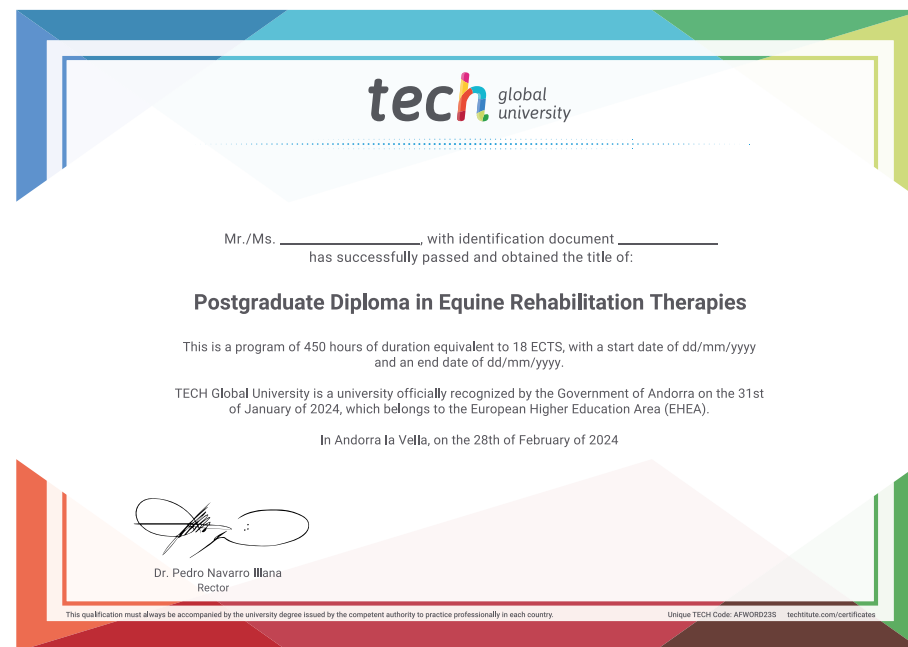 tech global university
Mr./Ms. ____________________, with identification document ______________
has successfully passed and obtained the title of:
Postgraduate Diploma in Equine Rehabilitation Therapies
This is a program of 450 hours of duration equivalent to 18 ECTS, with a start date of dd/mm/yyyy
and an end date of dd/mm/yyyy.
TECH Global University is a university officially recognized by the Government of Andorra on the 31st
of January of 2024, which belongs to the European Higher Education Area (EHEA).
In Andorra la Vella, on the 28th of February of 2024
Dr. Pedro Navarro Illana
Rector
This qualification must always be accompanied by the university degree issued by the competent authority to practice professionally in each country. Unique TECH Code: AFWORD23S techtitute.com/certificates